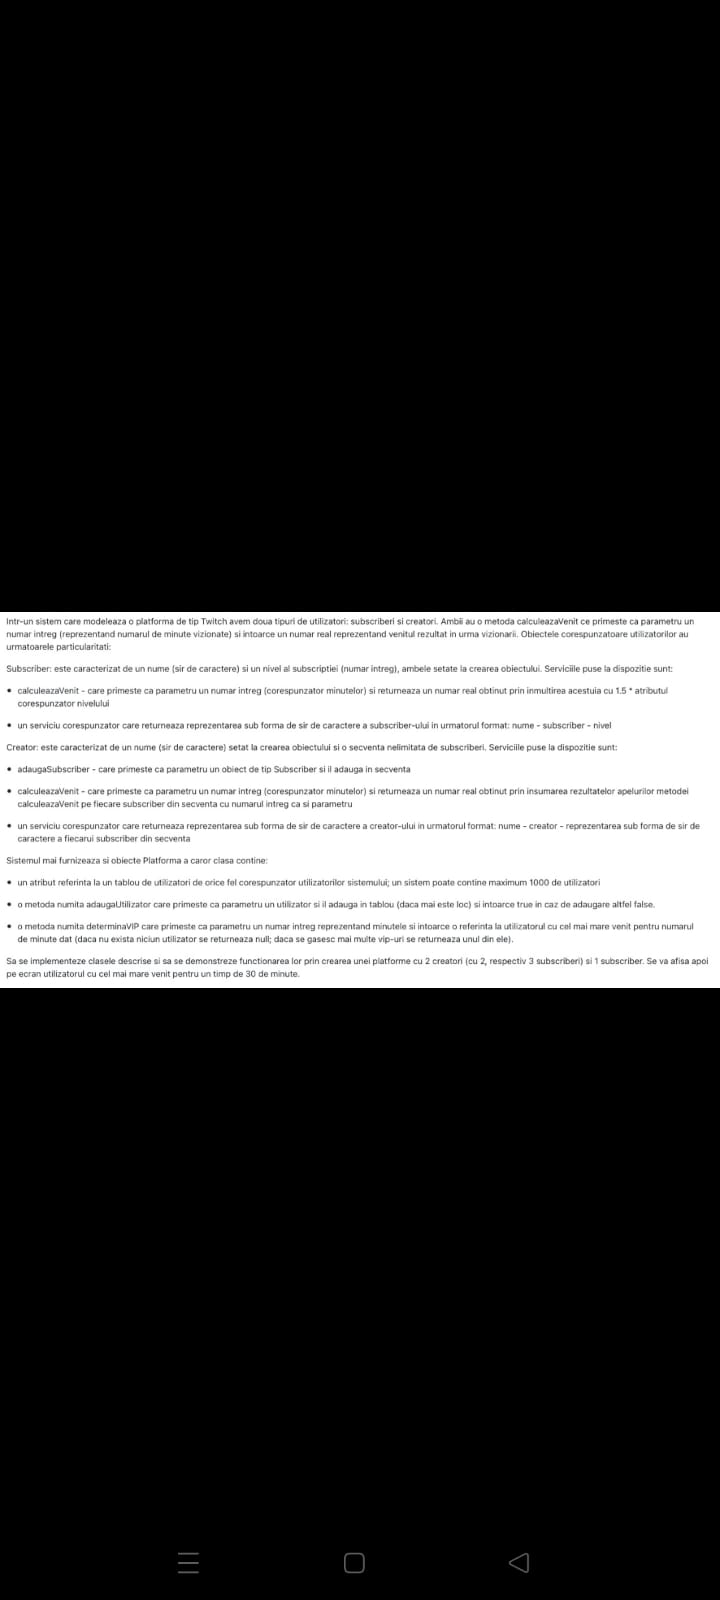 Intr-un sistem care modeleaza o platforma de tip Twitch avem doua tipuri de utilizatori: subscriberi si creatori. Ambii au o metoda calculeazaVenit ce primeste ca parametru un
numar intreg (reprezentand numarul de minute vizionate) si intoarce un numar real reprezentand venitul rezultat in urma vizionarii. Obiectele corespunzatoare utilizatorilor au
urmatoarele particularitati:
Subscriber: este caracterizat de un nume (sir de caractere) si un nivel al subscriptiei (numar intreg), ambele setate la crearea obiectului. Serviciile puse la dispozitie sunt:
• calculeazaVenit - care primeste ca parametru un numar intreg (corespunzator minutelor) si returneaza un numar real obtinut prin inmultirea acestuia cu 1.5 * atributul
corespunzator nivelului
• un serviciu corespunzator care returneaza reprezentarea sub forma de sir de caractere a subscriber-ului in urmatorul format: nume - subscriber - nivel
Creator: este caracterizat de un nume (sir de caractere) setat la crearea obiectului si o secventa nelimitata de subscriberi. Serviciile puse la dispozitie sunt:
• adaugaSubscriber - care primeste ca parametru un obiect de tip Subscriber si il adauga in secventa
• calculeazaVenit - care primeste ca parametru un numar intreg (corespunzator minutelor) si returneaza un numar real obtinut prin insumarea rezultatelor apelurilor metodei
calculeazaVenit pe fiecare subscriber din secventa cu numarul intreg ca si parametru
• un serviciu corespunzator care returneaza reprezentarea sub forma de sir de caractere a creator-ului in urmatorul format: nume - creator - reprezentarea sub forma de sir de
caractere a fiecarui subscriber din secventa
Sistemul mai furnizeaza si obiecte Platforma a caror clasa contine:
• un atribut referinta la un tablou de utilizatori de orice fel corespunzator utilizatorilor sistemului; un sistem poate contine maximum 1000 de utilizatori
• o metoda numita adaugaUtilizator care primeste ca parametru un utilizator si il adauga in tablou (daca mai este loc) si intoarce true in caz de adaugare altfel false.
• o metoda numita determinaVIP care primeste ca parametru un numar intreg reprezentand minutele si intoarce o referinta la utilizatorul cu cel mai mare venit pentru numarul
de minute dat (daca nu exista niciun utilizator se returneaza null; daca se gasesc mai multe vip-uri se returneaza unul din ele).
Sa se implementeze clasele descrise si sa se demonstreze functionarea lor prin crearea unei platforme cu 2 creatori (cu 2, respectiv 3 subscriberi) si 1 subscriber. Se va afisa apoi
pe ecran utilizatorul cu cel mai mare venit pentru un timp de 30 de minute.